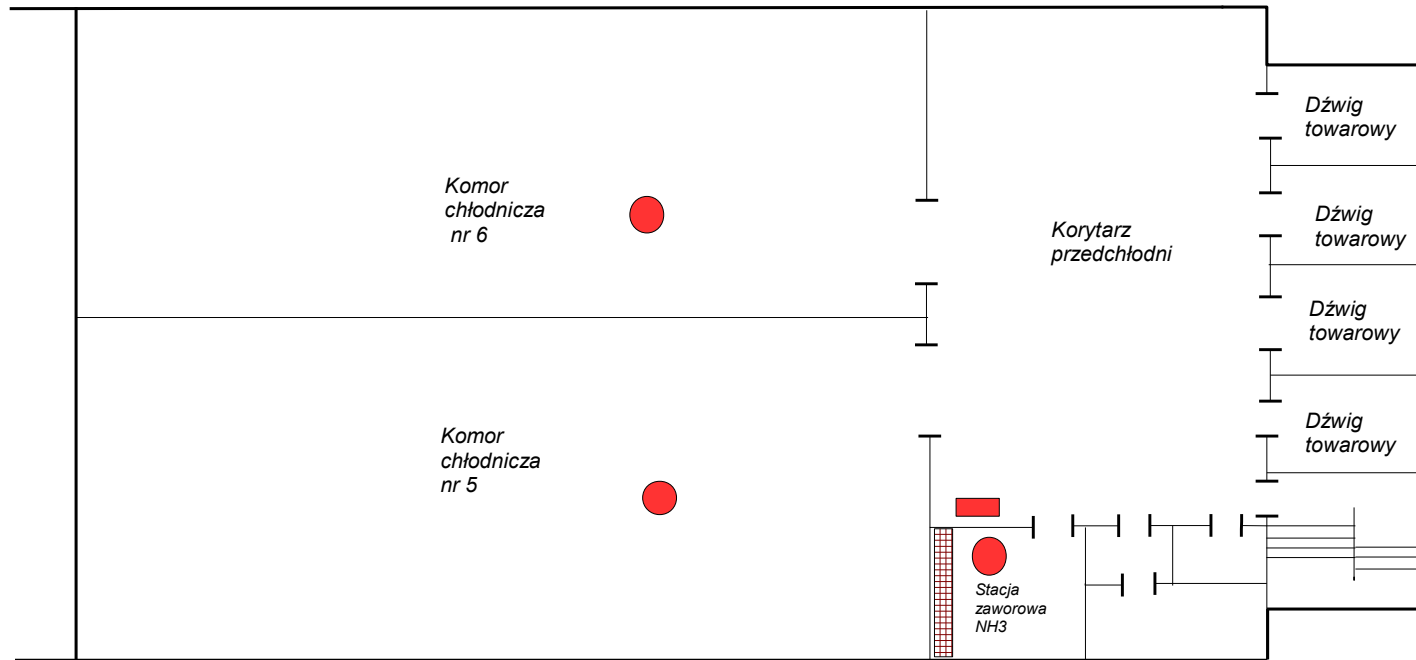 Dźwig
towarowy
Komor
chłodnicza
nr 6
Korytarz
przedchłodni
Dźwig
towarowy
Dźwig
towarowy
Komor
chłodnicza
nr 5
Dźwig
towarowy
Stacja
zaworowa
NH3